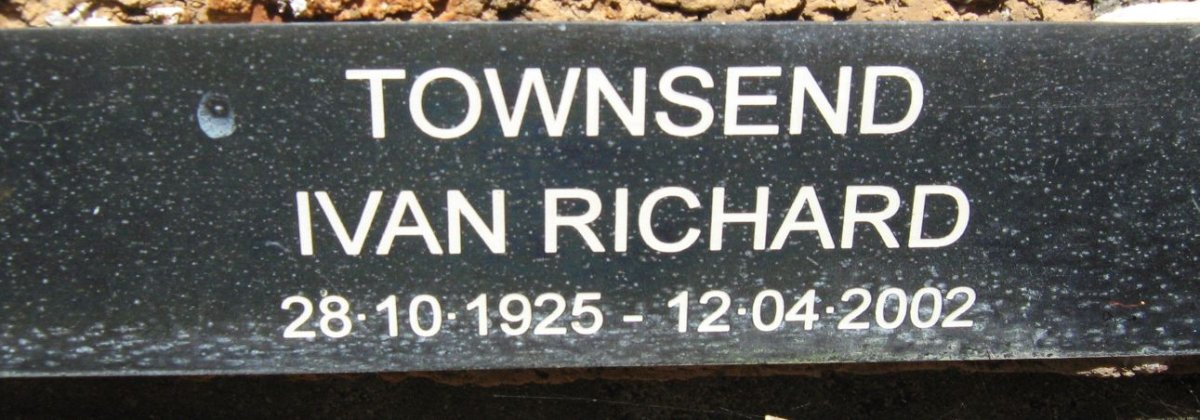 TOWNSEND
IVAN RICHARD
28·10·1925 - 12·04·2002